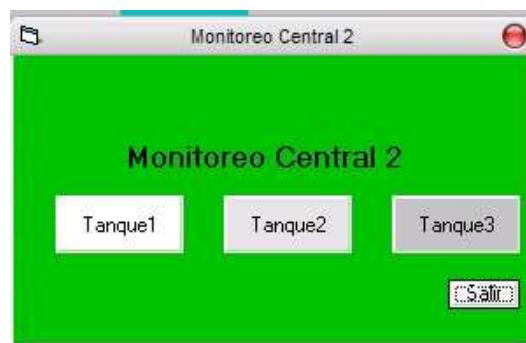 Monitoreo Central 2
Monitoreo Central 2
Tanque1 Tanque2 Tanque3
Salir